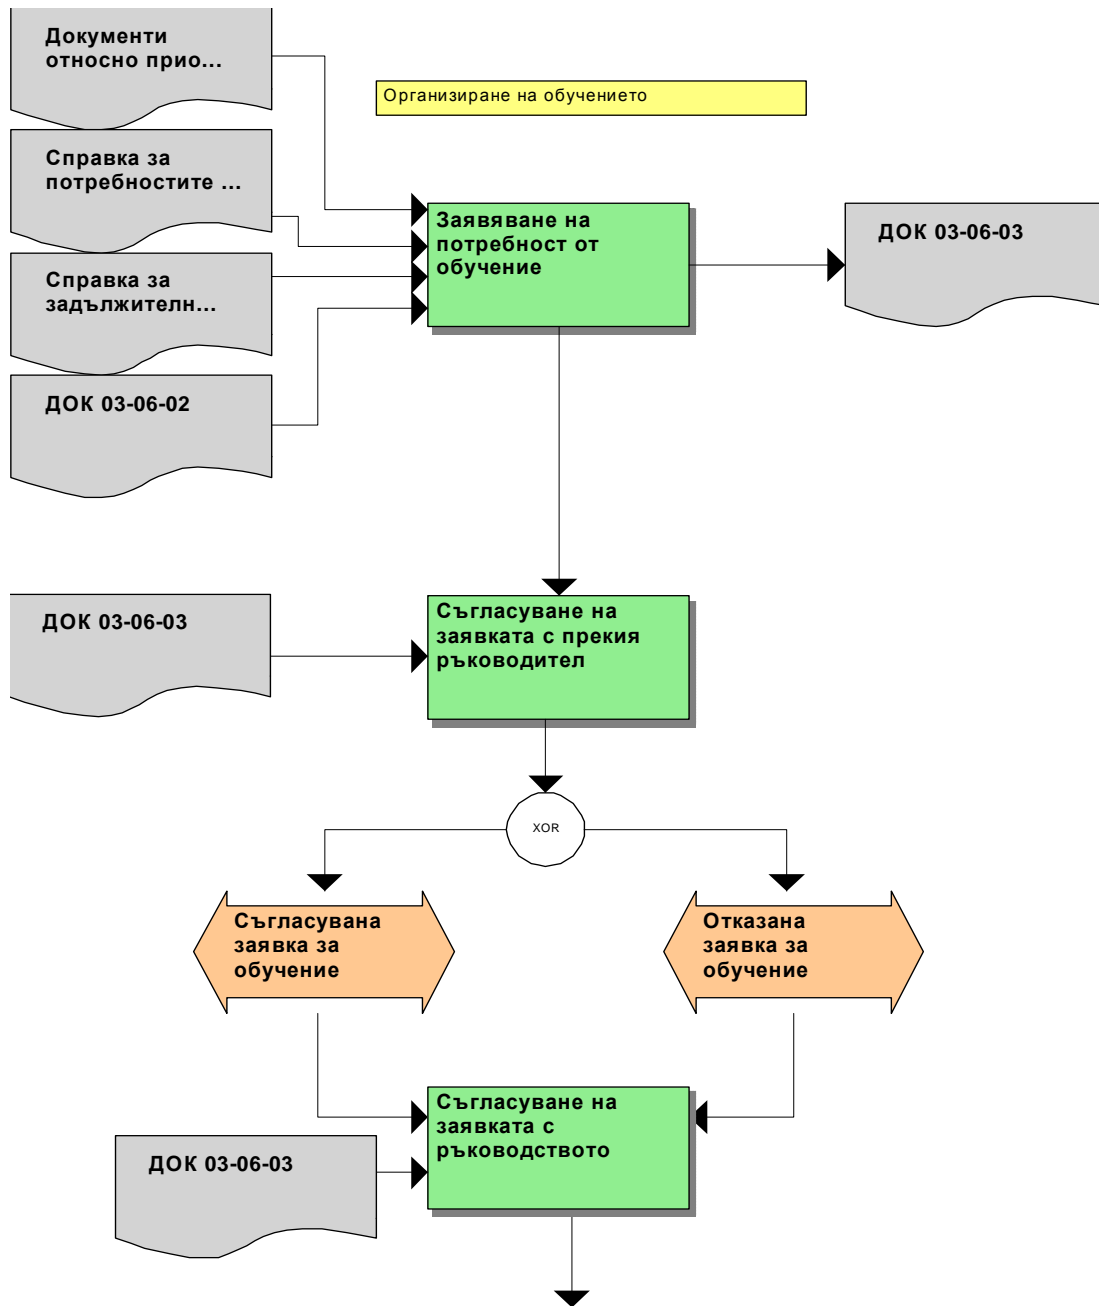 Документи
относно прио...
Организиране на обучението
Справка за
потребностите ...
Заявяване на
потребност от
обучение
ДОК 03-06-03
Справка за
задължителн...
ДОК 03-06-02
ДОК 03-06-03
Съгласуване на
заявката с прекия
ръководител
XOR
Съгласувана
заявка за
обучение
Отказана
заявка за
обучение
Съгласуване на
заявката с
ръководството
ДОК 03-06-03